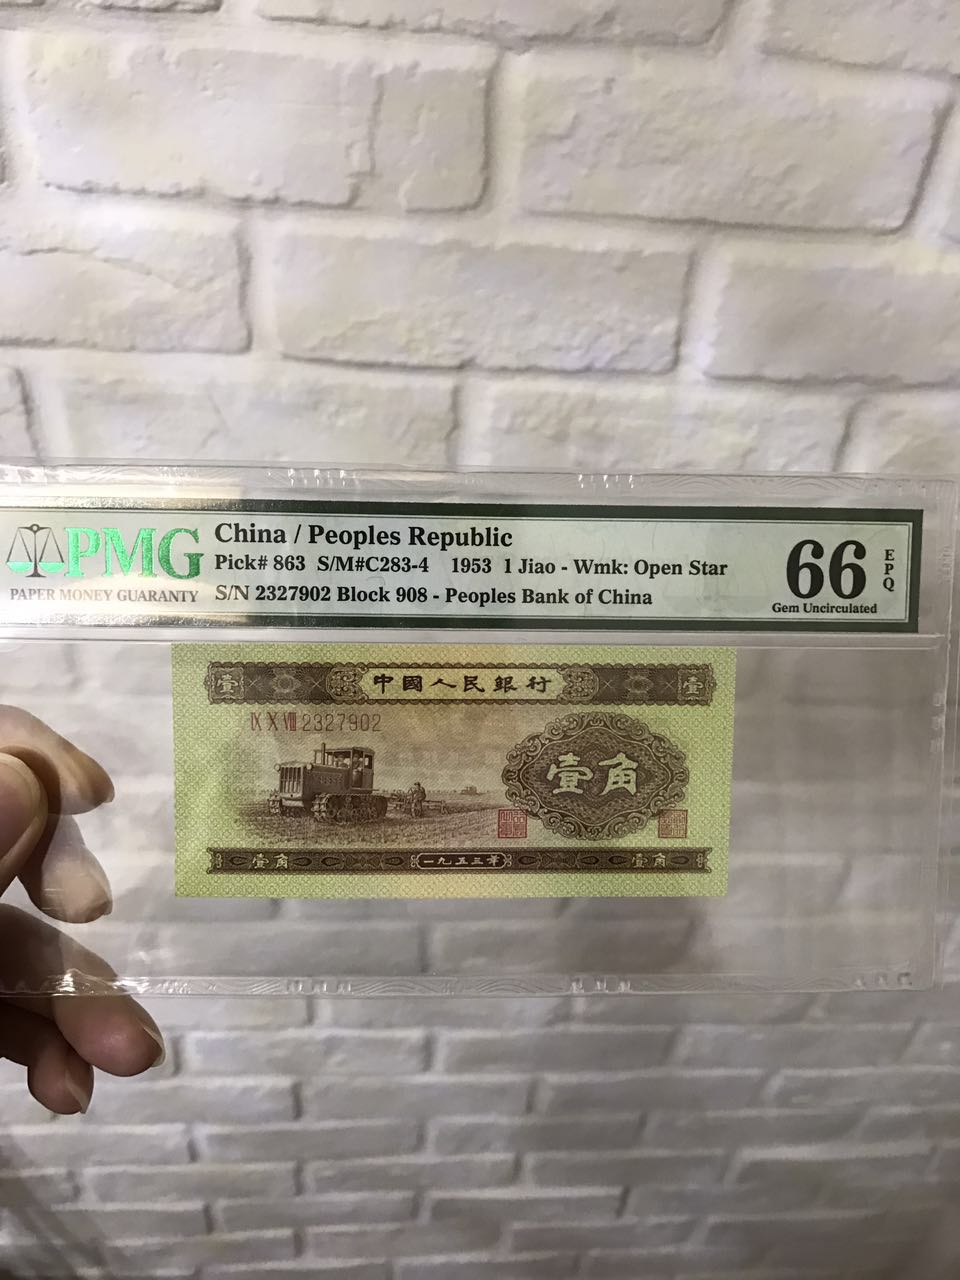 PMG
PAPER MONEY GUARANTY
China / Peoples Republic
Pick# 863 S/M#C283-4 1953 1 Jiao - Wmk: Open Star
S/N 2327902 Block 908 - Peoples Bank of China
66
EPQ
Gem Uncirculated
壹 中國人民銀行 壹
IX X VIII 2327902
壹角
壹角 一九五三年 壹角